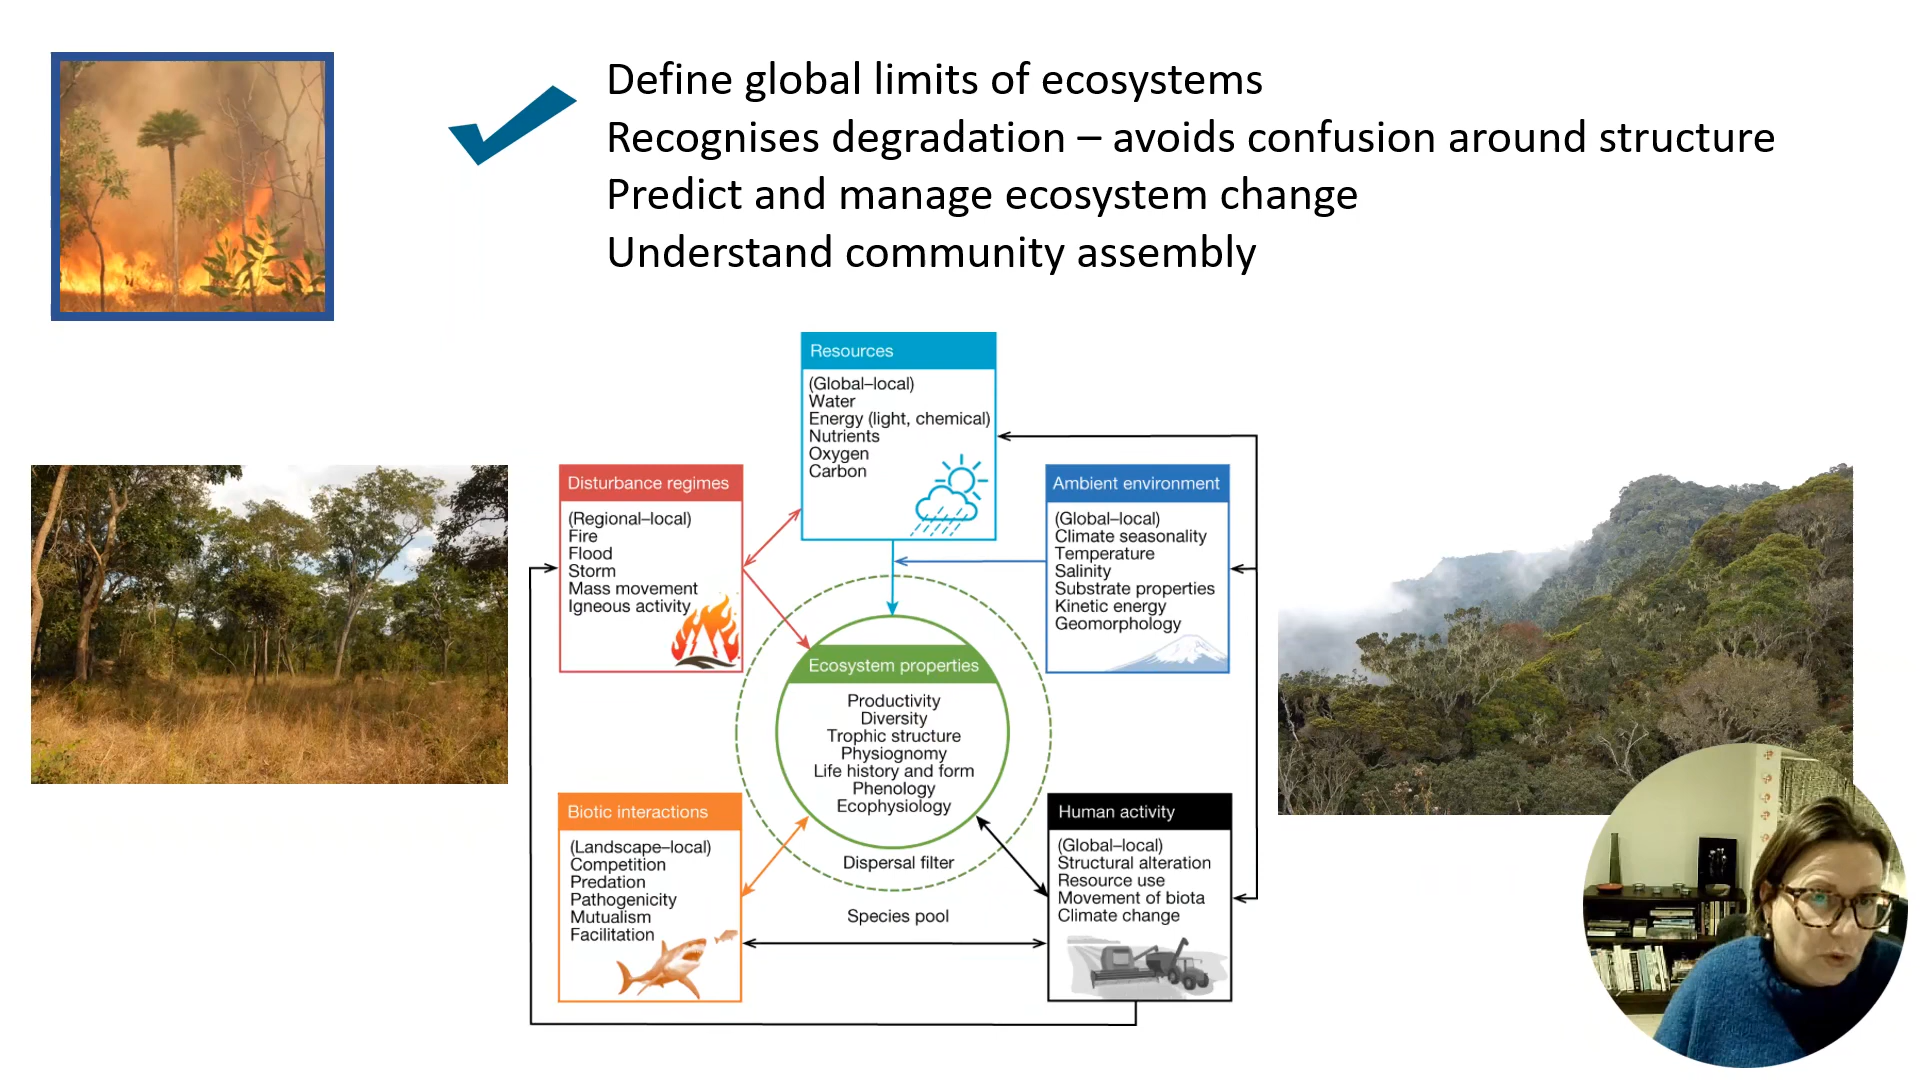 Define global limits of ecosystems
Recognises degradation – avoids confusion around structure
Predict and manage ecosystem change
Understand community assembly
Resources
(Global–local)
Water
Energy (light, chemical)
Nutrients
Oxygen
Carbon
Disturbance regimes
(Regional–local)
Fire
Flood
Storm
Mass movement
Igneous activity
Ambient environment
(Global–local)
Climate seasonality
Temperature
Salinity
Substrate properties
Kinetic energy
Geomorphology
Ecosystem properties
Productivity
Diversity
Trophic structure
Physiognomy
Life history and form
Phenology
Ecophysiology
Dispersal filter
Species pool
Biotic interactions
(Landscape–local)
Competition
Predation
Pathogenicity
Mutualism
Facilitation
Human activity
(Global–local)
Structural alteration
Resource use
Movement of biota
Climate change